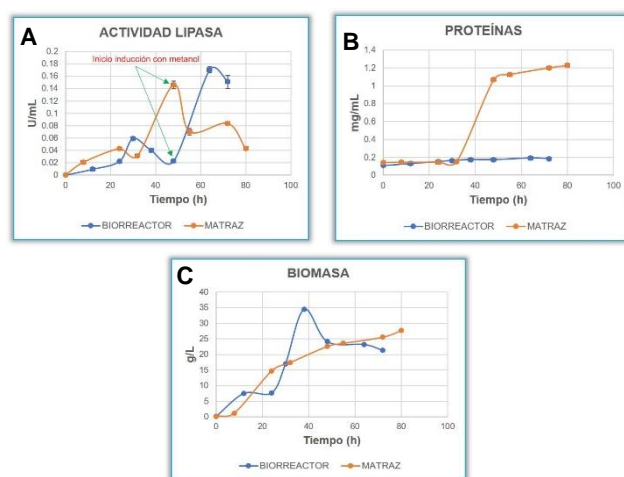 A
ACTIVIDAD LIPASA
Inicio inducción con metanol
U/mL
0.2
0.18
0.16
0.14
0.12
0.1
0.08
0.06
0.04
0.02
0
0 20 40 60 80 100
Tiempo (h)
BIORREACTOR MATRAZ
B
PROTEÍNAS
mg/mL
1.4
1.2
1
0.8
0.6
0.4
0.2
0
0 20 40 60 80 100
Tiempo (h)
BIORREACTOR MATRAZ
C
BIOMASA
g/L
40
35
30
25
20
15
10
5
0
0 20 40 60 80 100
Tiempo (h)
BIORREACTOR MATRAZ